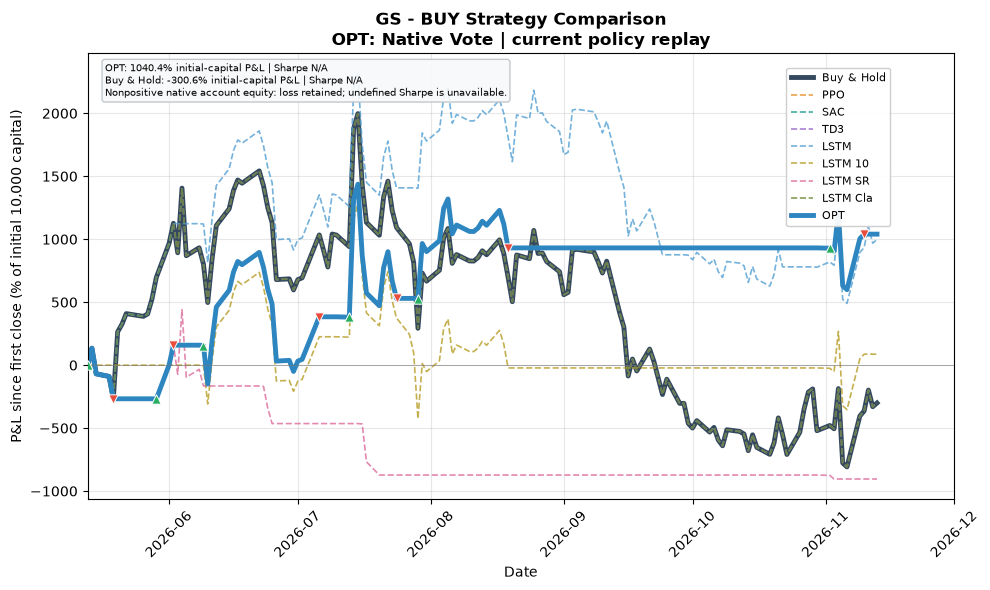 GS - BUY Strategy Comparison
OPT: Native Vote | current policy replay
OPT: 1040.4% initial-capital P&L | Sharpe N/A
Buy & Hold: -300.6% initial-capital P&L | Sharpe N/A
Nonpositive native account equity: loss retained; undefined Sharpe is unavailable.
Buy & Hold
PPO
SAC
TD3
LSTM
LSTM 10
LSTM SR
LSTM Cla
OPT
P&L since first close (% of initial 10,000 capital)
2000
1500
1000
500
0
−500
−1000
2026-06
2026-07
2026-08
2026-09
2026-10
2026-11
2026-12
Date